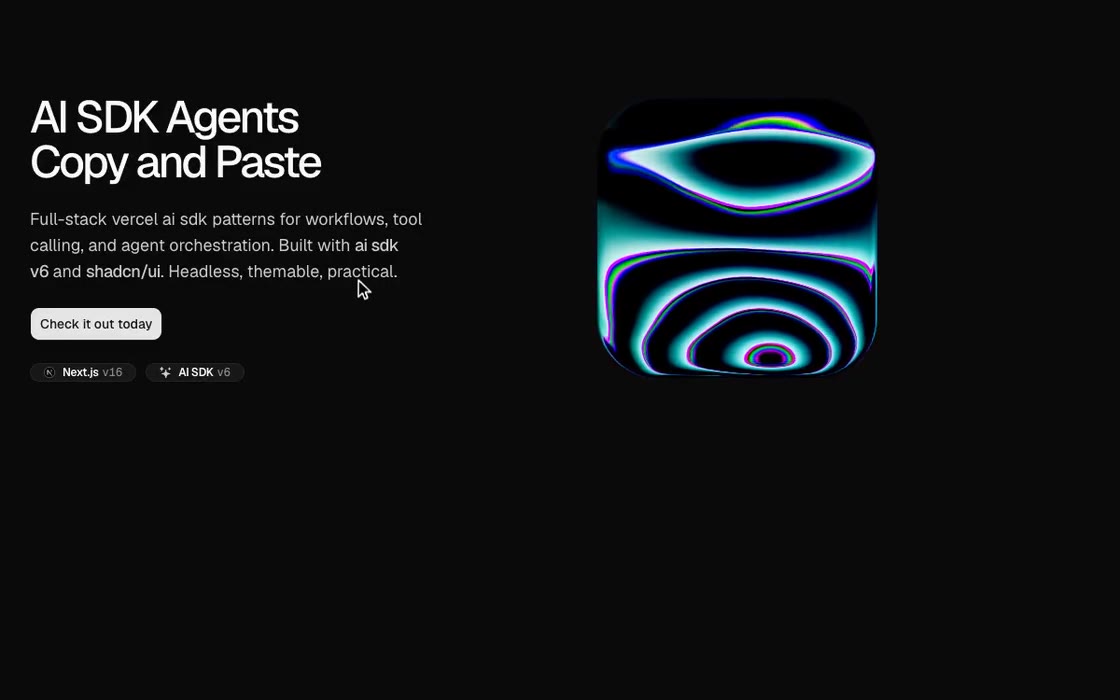 AI SDK Agents
Copy and Paste
Full-stack vercel ai sdk patterns for workflows, tool
calling, and agent orchestration. Built with ai sdk
v6 and shadcn/ui. Headless, themable, practical.
Check it out today
Next.js v16
AI SDK v6